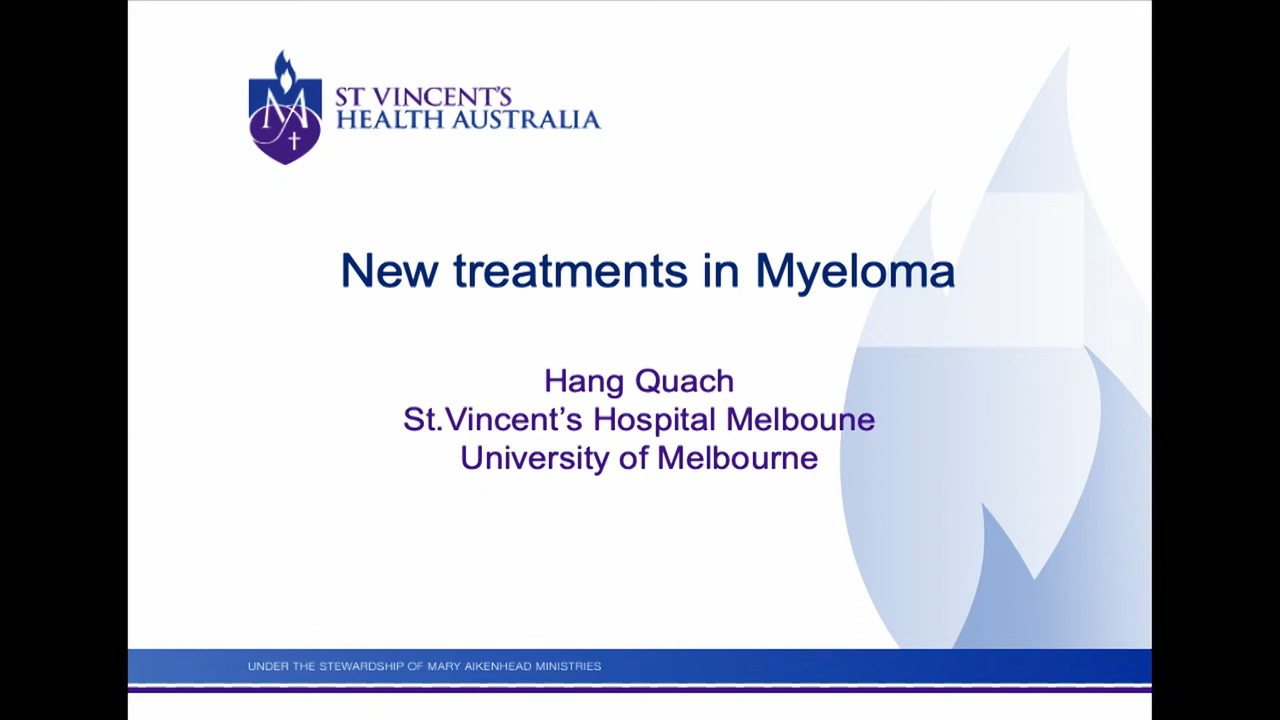 ST VINCENT'S
HEALTH AUSTRALIA
New treatments in Myeloma
Hang Quach
St.Vincent’s Hospital Melboune
University of Melbourne
UNDER THE STEWARDSHIP OF MARY AIKENHEAD MINISTRIES